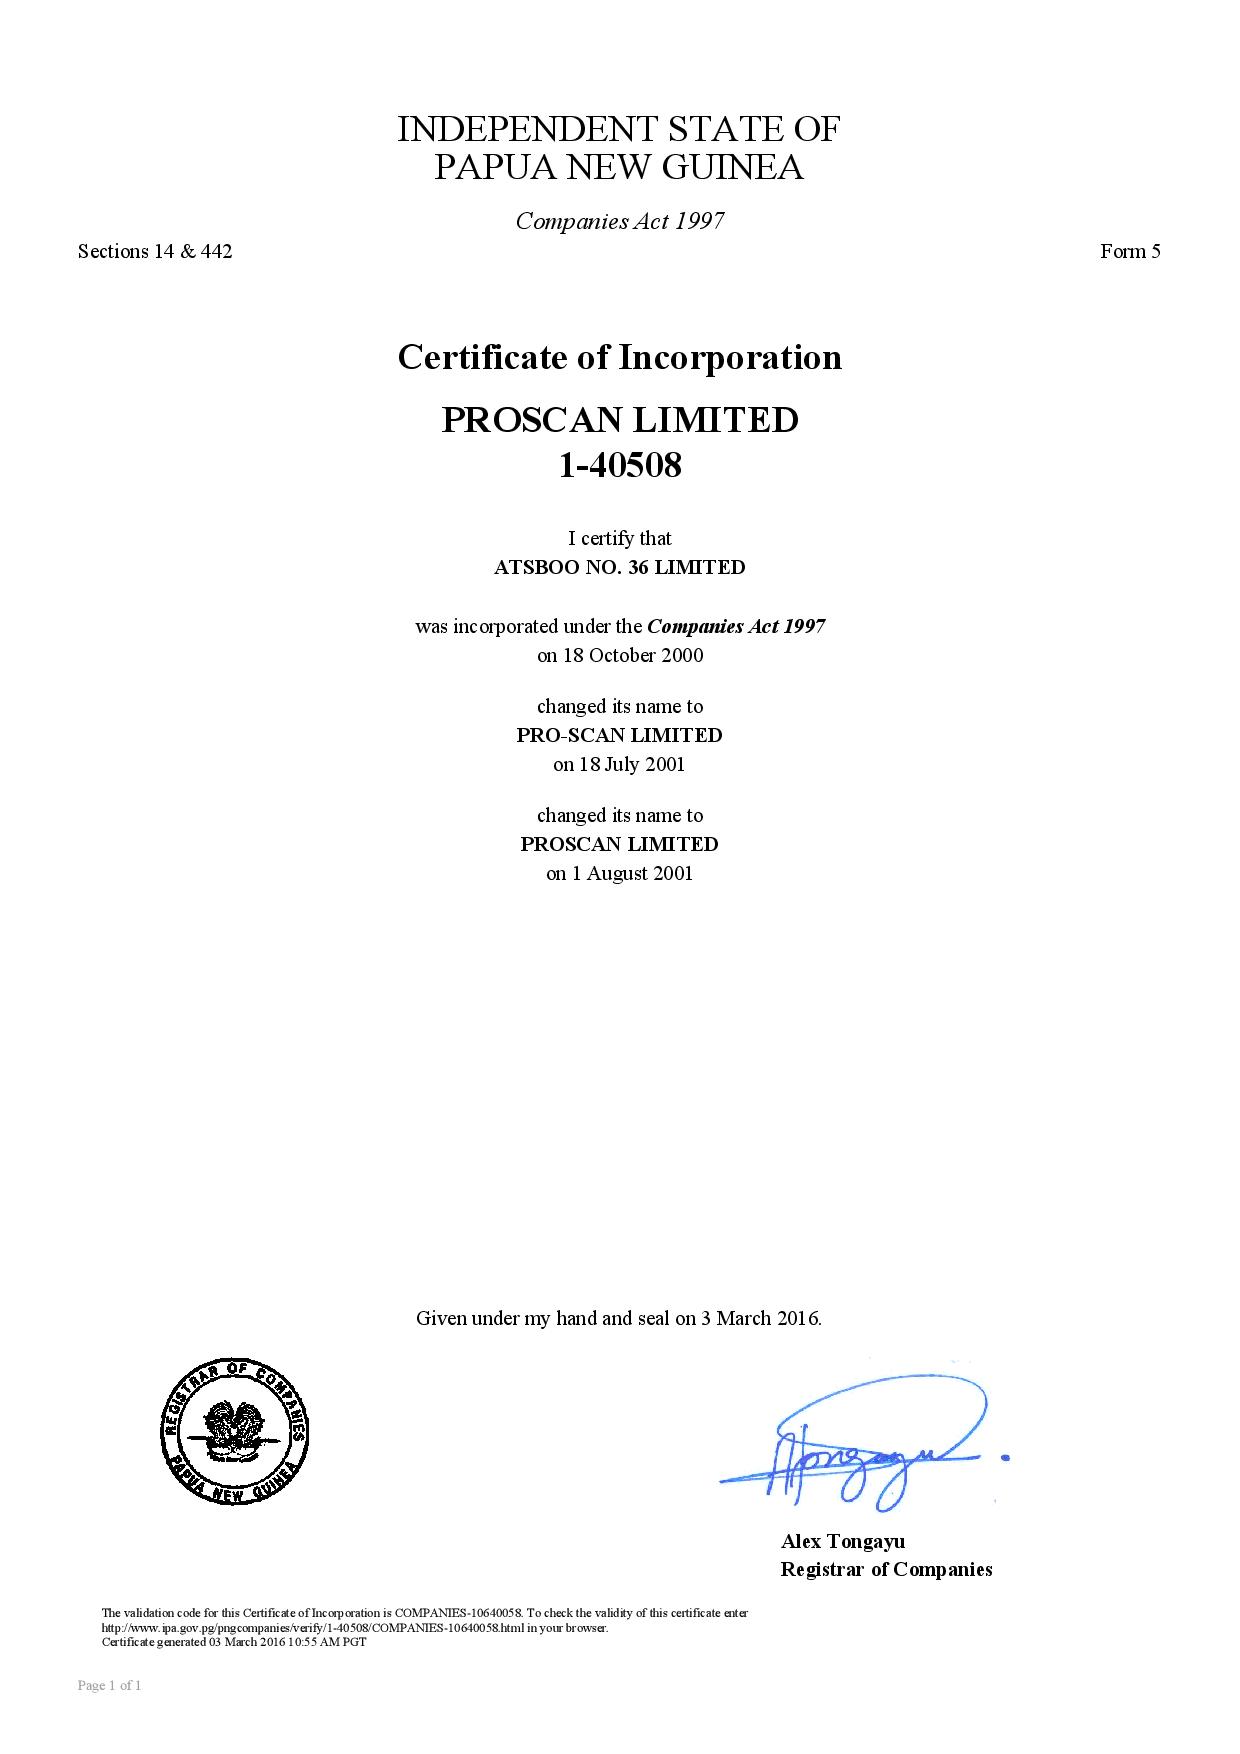 INDEPENDENT STATE OF
PAPUA NEW GUINEA
Companies Act 1997
Sections 14 & 442 Form 5
Certificate of Incorporation
PROSCAN LIMITED
1-40508
I certify that
ATSBOO NO. 36 LIMITED
was incorporated under the Companies Act 1997
on 18 October 2000
changed its name to
PRO-SCAN LIMITED
on 18 July 2001
changed its name to
PROSCAN LIMITED
on 1 August 2001
Given under my hand and seal on 3 March 2016.
REGISTRAR OF COMPANIES
PAPUA NEW GUINEA
ATongayu
Alex Tongayu
Registrar of Companies
The validation code for this Certificate of Incorporation is COMPANIES-10640058. To check the validity of this certificate enter
http://www.ipa.gov.pg/pngcompanies/verify/1-40508/COMPANIES-10640058.html in your browser.
Certificate generated 03 March 2016 10:55 AM PGT
Page 1 of 1